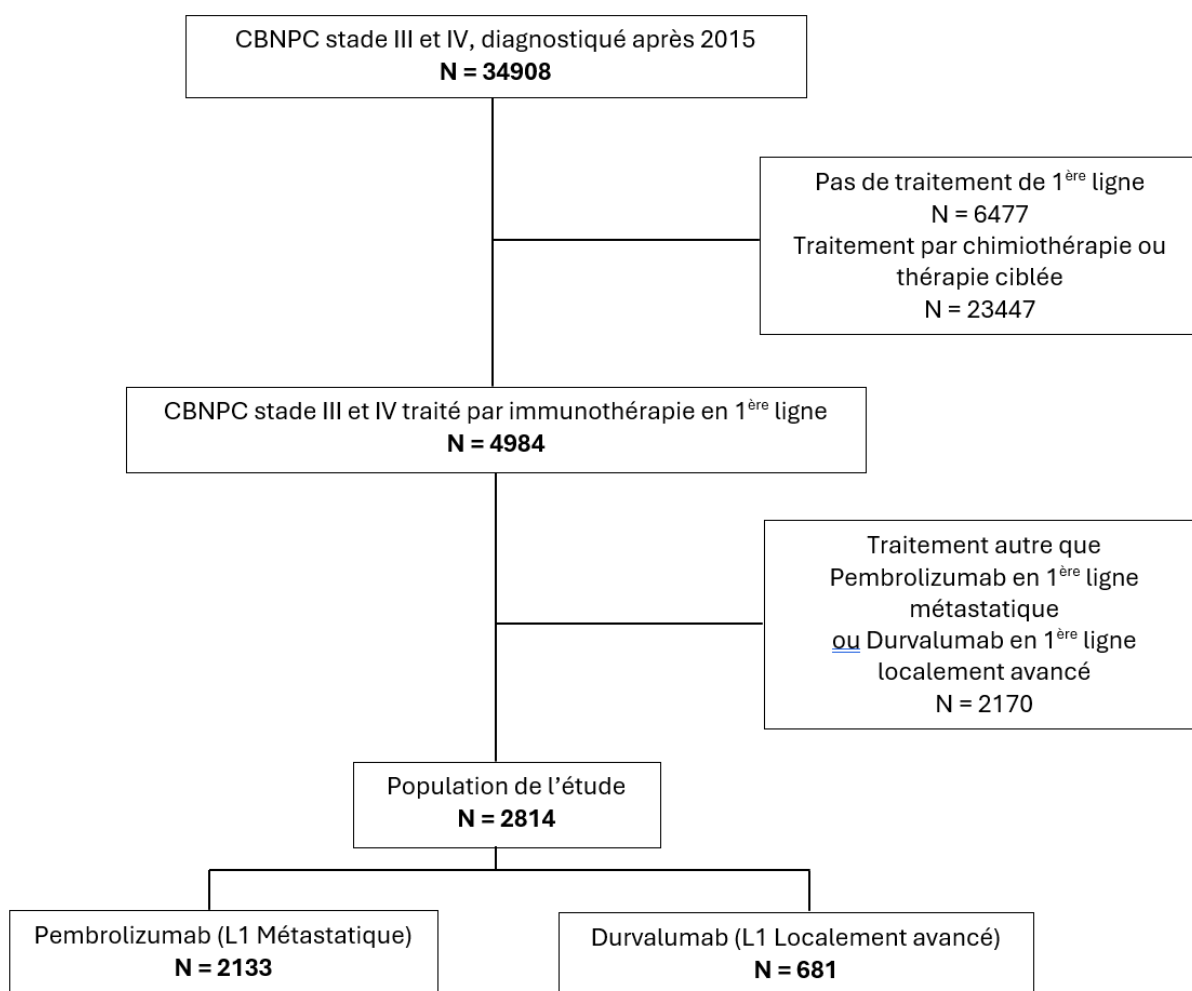 CBNPC stade III et IV, diagnostiqué après 2015
N = 34908
Pas de traitement de 1ère ligne
N = 6477
Traitement par chimiothérapie ou
thérapie ciblée
N = 23447
CBNPC stade III et IV traité par immunothérapie en 1ère ligne
N = 4984
Traitement autre que
Pembrolizumab en 1ère ligne
métastatique
ou Durvalumab en 1ère ligne
localement avancé
N = 2170
Population de l’étude
N = 2814
Pembrolizumab (L1 Métastatique)
N = 2133
Durvalumab (L1 Localement avancé)
N = 681